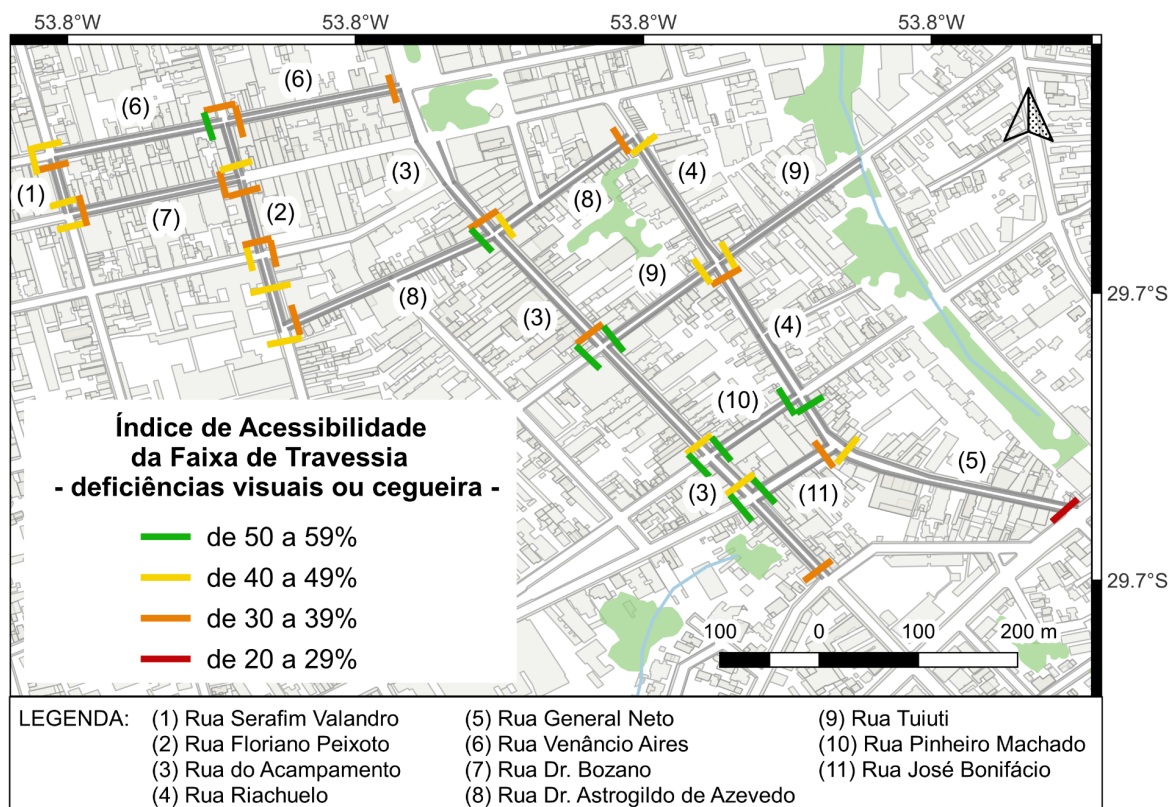 53.8°W 53.8°W 53.8°W 53.8°W
(6)
(6)
(1)
(3)
(4)
(9)
(7)
(2)
(8)
(8)
(9)
29.7°S
(3)
(4)
(10)
Índice de Acessibilidade
da Faixa de Travessia
- deficiências visuais ou cegueira -
de 50 a 59%
de 40 a 49%
de 30 a 39%
de 20 a 29%
(5)
(3)
(11)
29.7°S
100 0 100 200 m
LEGENDA:
(1) Rua Serafim Valandro
(2) Rua Floriano Peixoto
(3) Rua do Acampamento
(4) Rua Riachuelo
(5) Rua General Neto
(6) Rua Venâncio Aires
(7) Rua Dr. Bozano
(8) Rua Dr. Astrogildo de Azevedo
(9) Rua Tuiuti
(10) Rua Pinheiro Machado
(11) Rua José Bonifácio